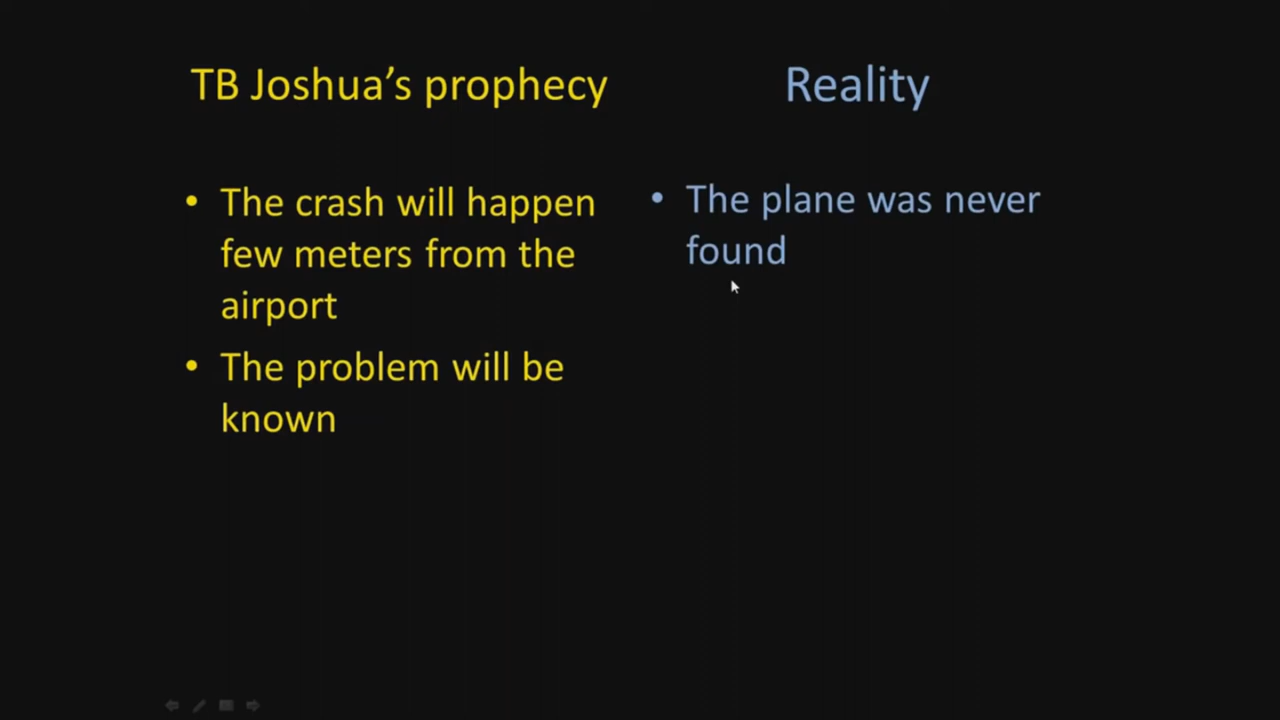 TB Joshua’s prophecy
• The crash will happen
few meters from the
airport
• The problem will be
known
Reality
• The plane was never
found